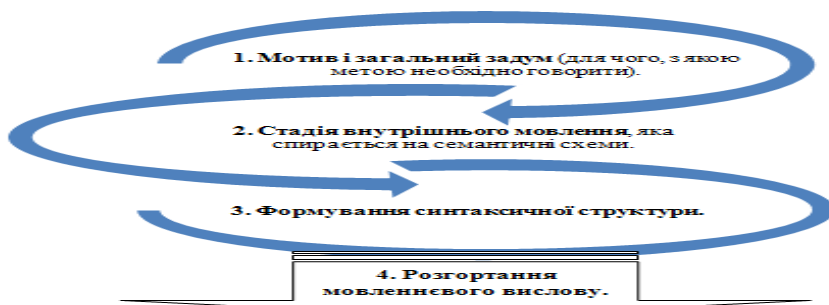 1. Мотив і загальний задум (для чого, з якою
метою необхідно говорити).
2. Стадія внутрішнього мовлення, яка
спирається на семантичні схеми.
3. Формування синтаксичної структури.
4. Розгортання
мовленнєвого вислову.